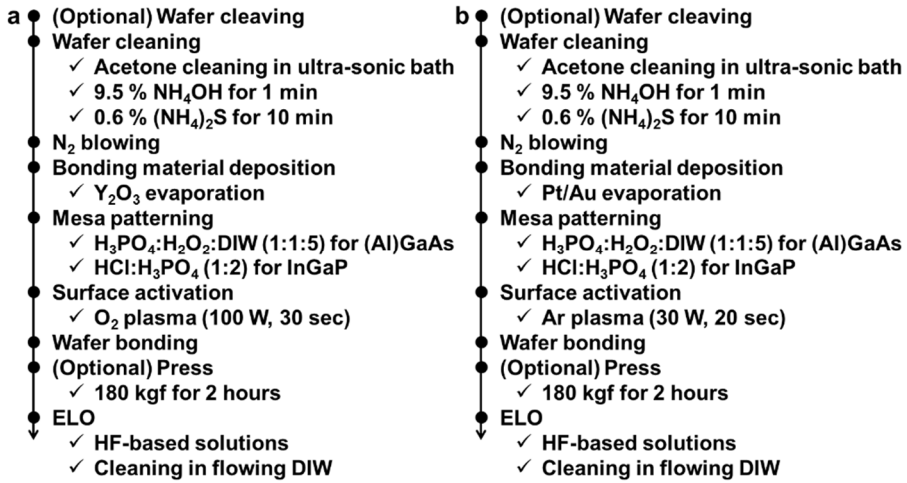 a
(Optional) Wafer cleaving
Wafer cleaning
✓ Acetone cleaning in ultra-sonic bath
✓ 9.5 % NH₄OH for 1 min
✓ 0.6 % (NH₄)₂S for 10 min
N₂ blowing
Bonding material deposition
✓ Y₂O₃ evaporation
Mesa patterning
✓ H₃PO₄:H₂O₂:DIW (1:1:5) for (Al)GaAs
✓ HCl:H₃PO₄ (1:2) for InGaP
Surface activation
✓ O₂ plasma (100 W, 30 sec)
Wafer bonding
(Optional) Press
✓ 180 kgf for 2 hours
ELO
✓ HF-based solutions
✓ Cleaning in flowing DIW
b
(Optional) Wafer cleaving
Wafer cleaning
✓ Acetone cleaning in ultra-sonic bath
✓ 9.5 % NH₄OH for 1 min
✓ 0.6 % (NH₄)₂S for 10 min
N₂ blowing
Bonding material deposition
✓ Pt/Au evaporation
Mesa patterning
✓ H₃PO₄:H₂O₂:DIW (1:1:5) for (Al)GaAs
✓ HCl:H₃PO₄ (1:2) for InGaP
Surface activation
✓ Ar plasma (30 W, 20 sec)
Wafer bonding
(Optional) Press
✓ 180 kgf for 2 hours
ELO
✓ HF-based solutions
✓ Cleaning in flowing DIW